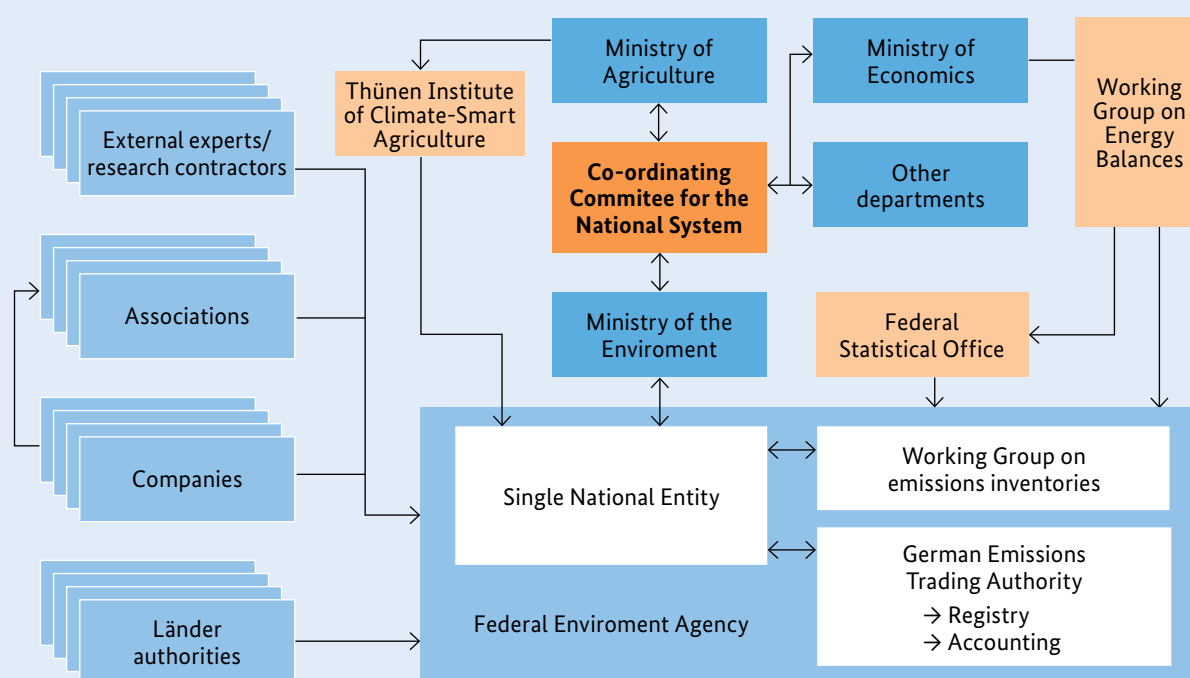 Ministry of
Agriculture
Ministry of
Economics
Working
Group on
Energy
Balances
Thünen Institute
of Climate-Smart
Agriculture
External experts/
research contractors
Co-ordinating
Commitee for the
National System
Other
departments
Associations
Ministry of the
Enviroment
Federal
Statistical Office
Companies
Single National Entity
Working Group on
emissions inventories
German Emissions
Trading Authority
→ Registry
→ Accounting
Federal Enviroment Agency
Länder
authorities